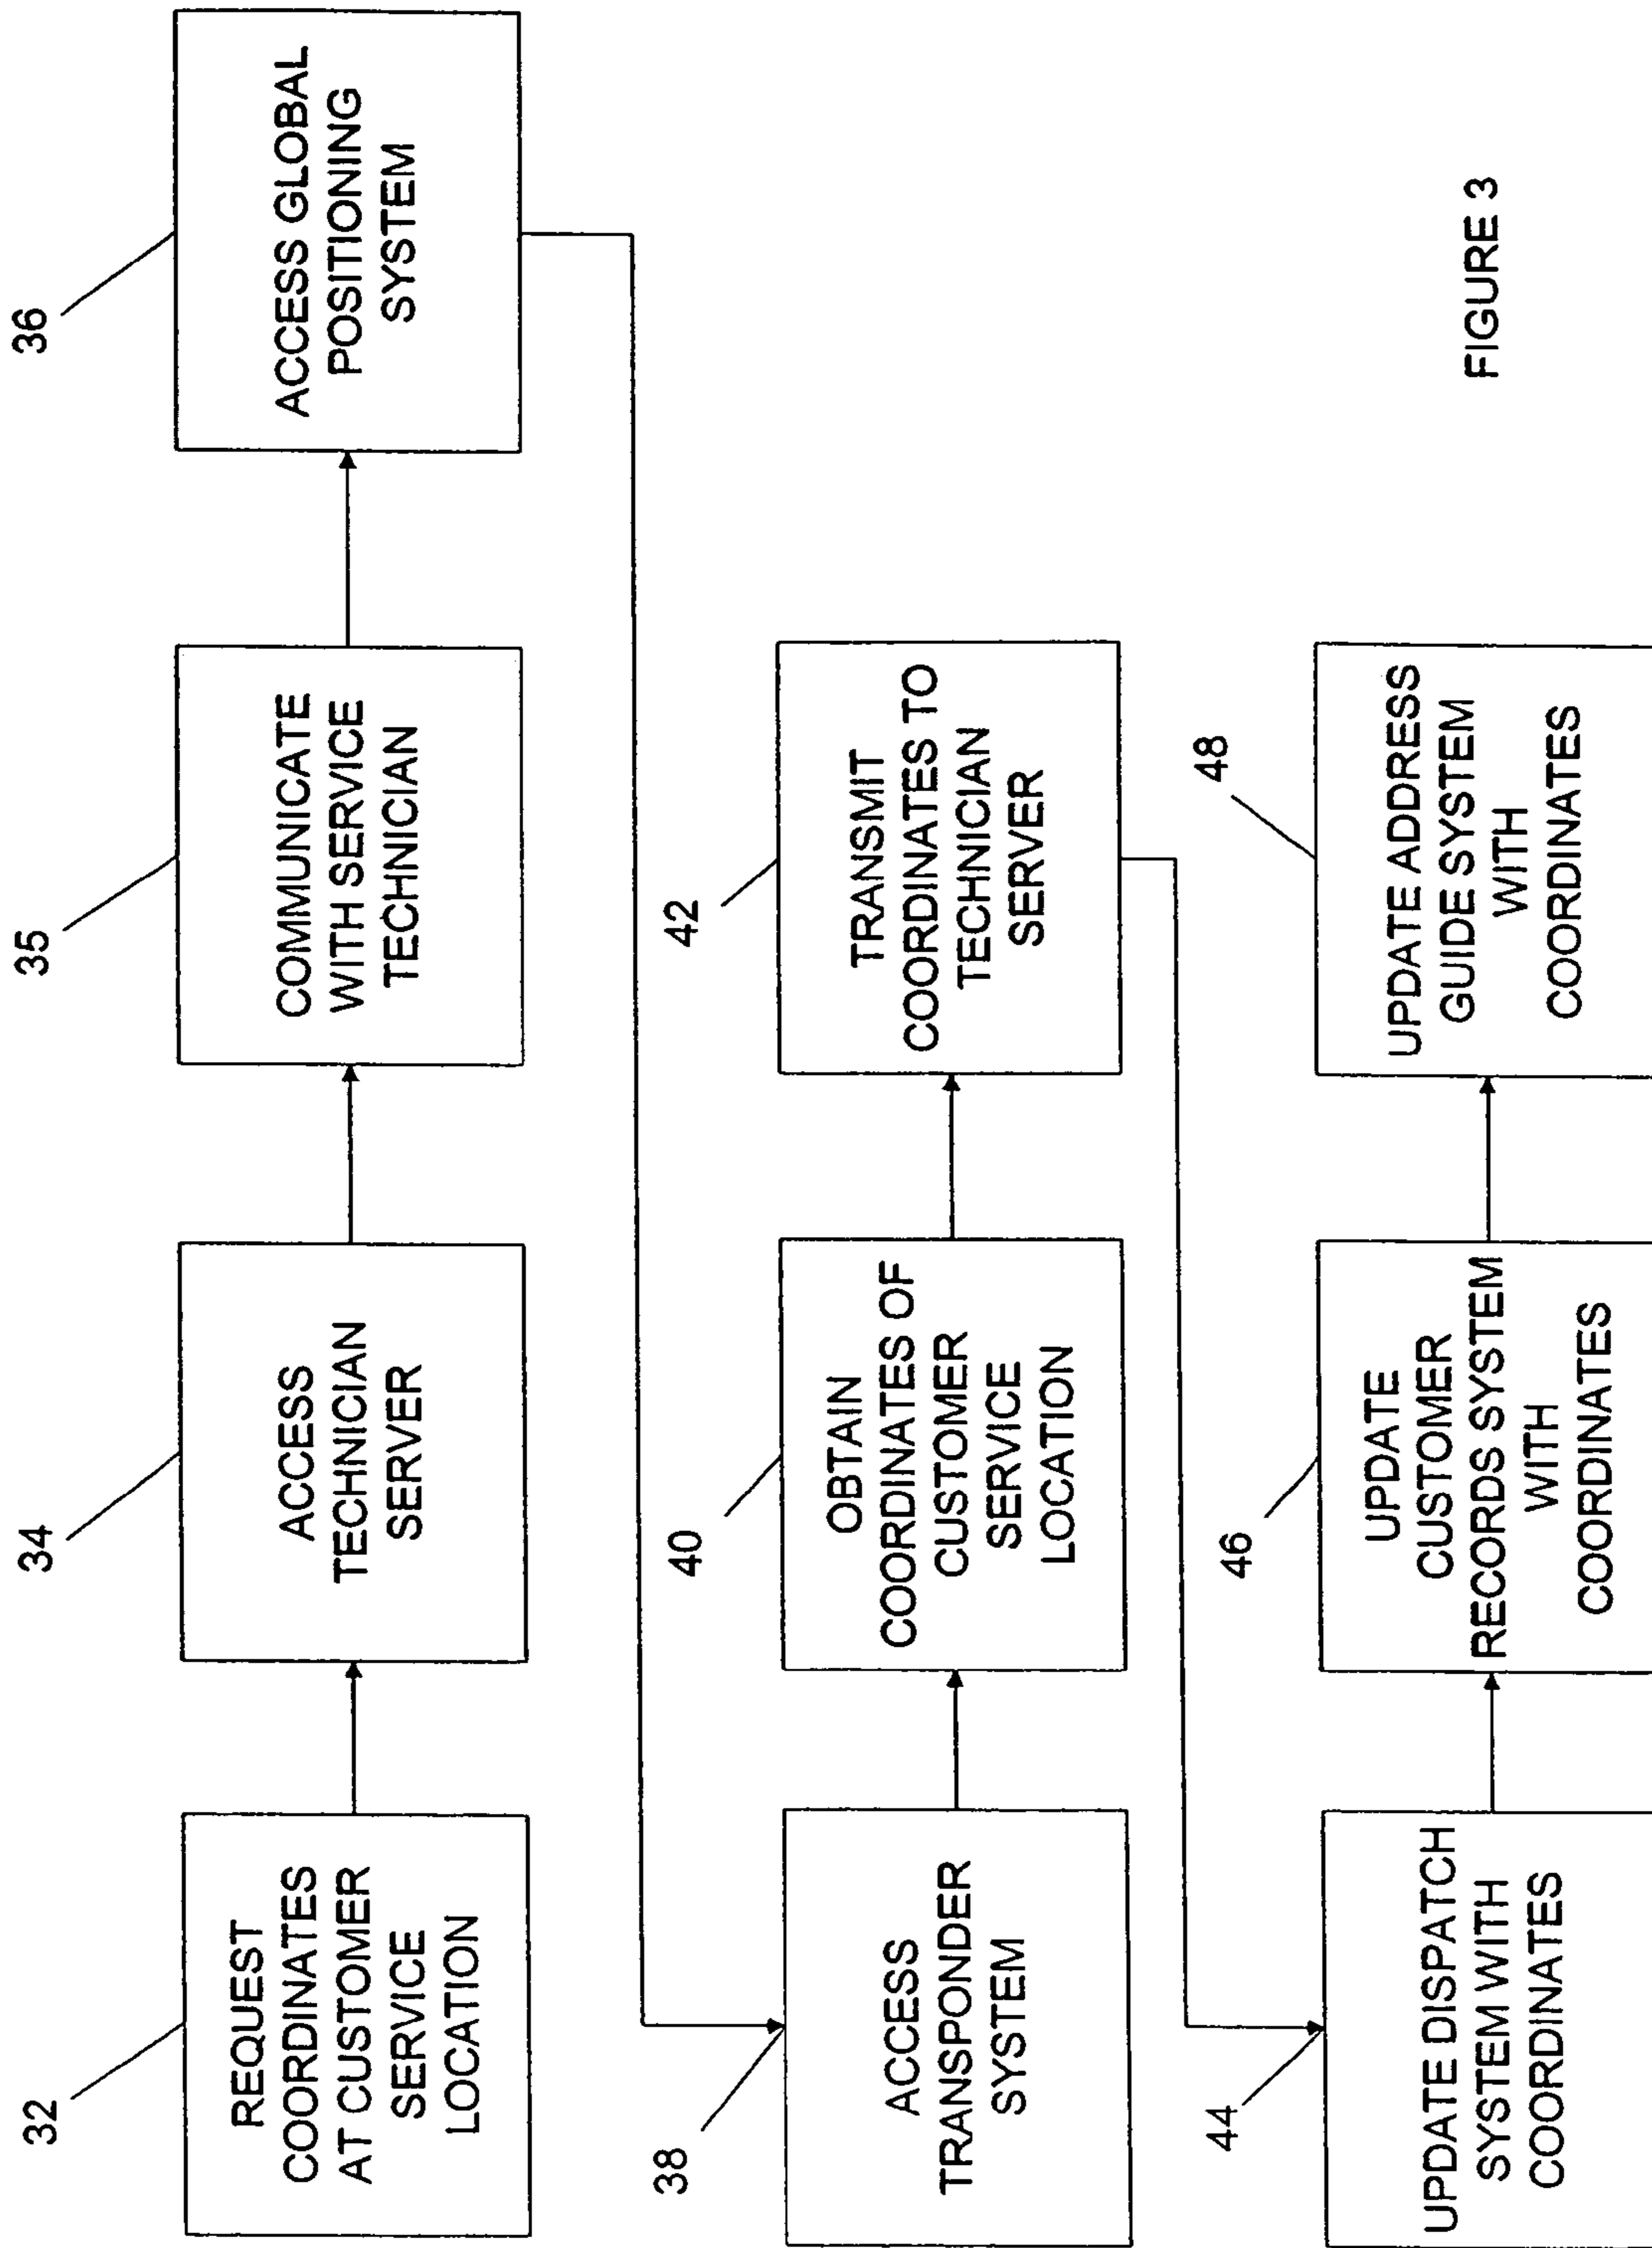 32
REQUEST
COORDINATES
AT CUSTOMER
SERVICE
LOCATION
34
ACCESS
TECHNICIAN
SERVER
35
COMMUNICATE
WITH SERVICE
TECHNICIAN
36
ACCESS GLOBAL
POSITIONING
SYSTEM
38
ACCESS
TRANSPONDER
SYSTEM
40
OBTAIN
COORDINATES OF
CUSTOMER
SERVICE
LOCATION
42
TRANSMIT
COORDINATES TO
TECHNICIAN
SERVER
44
UPDATE DISPATCH
SYSTEM WITH
COORDINATES
46
UPDATE
CUSTOMER
RECORDS SYSTEM
WITH
COORDINATES
48
UPDATE ADDRESS
GUIDE SYSTEM
WITH
COORDINATES
FIGURE 3